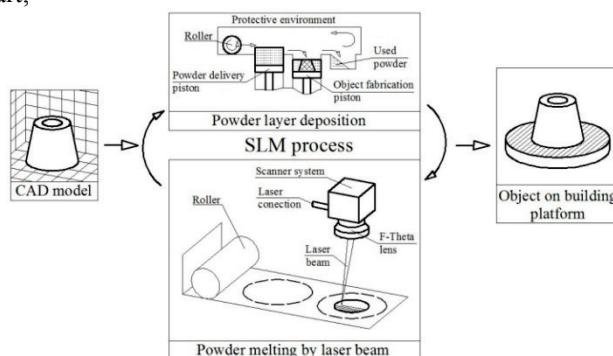 Protective environment
Roller
Used
powder
Powder delivery
piston
Object fabrication
piston
Powder layer deposition
SLM process
CAD model
Scanner system
Laser
conection
Roller
F-Theta
lens
Laser
beam
Powder melting by laser beam
Object on building
platform